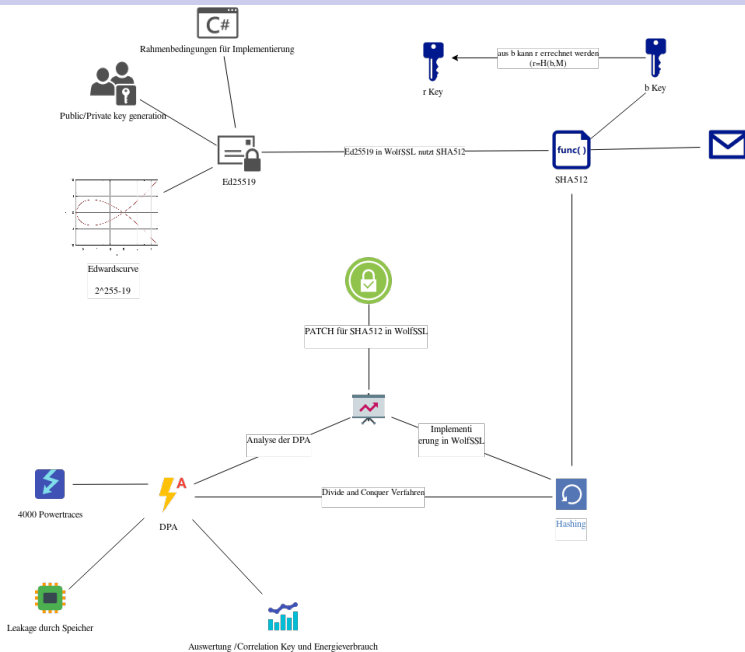 C#
Rahmenbedingungen für Implementierung
aus b kann r errechnet werden
(r=H(b,M)
r Key
b Key
Public/Private key generation
Ed25519 in WolfSSL nutzt SHA512
func( )
Ed25519
SHA512
Edwardscurve
2^255-19
PATCH für SHA512 in WolfSSL
Analyse der DPA
Implementi
erung in WolfSSL
A
Divide and Conquer Verfahren
4000 Powertraces
DPA
Hashing
Leakage durch Speicher
Auswertung /Correlation Key und Energieverbrauch